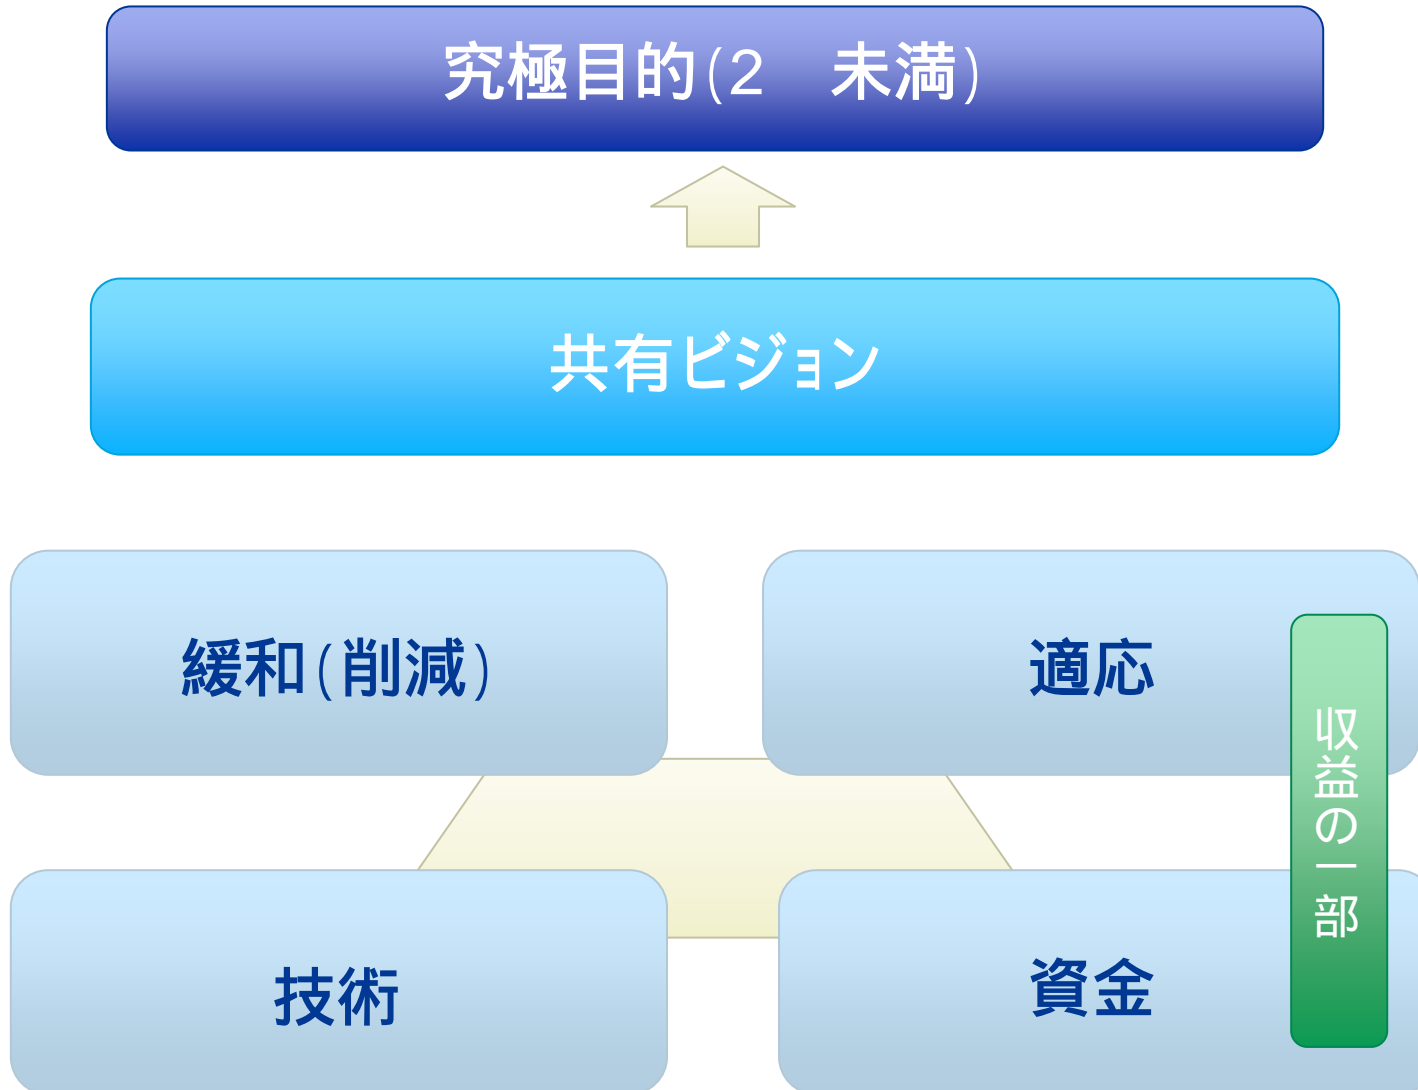 究極目的(2　未満)
共有ビジョン
緩和(削減)
適応
収益の一部
技術
資金